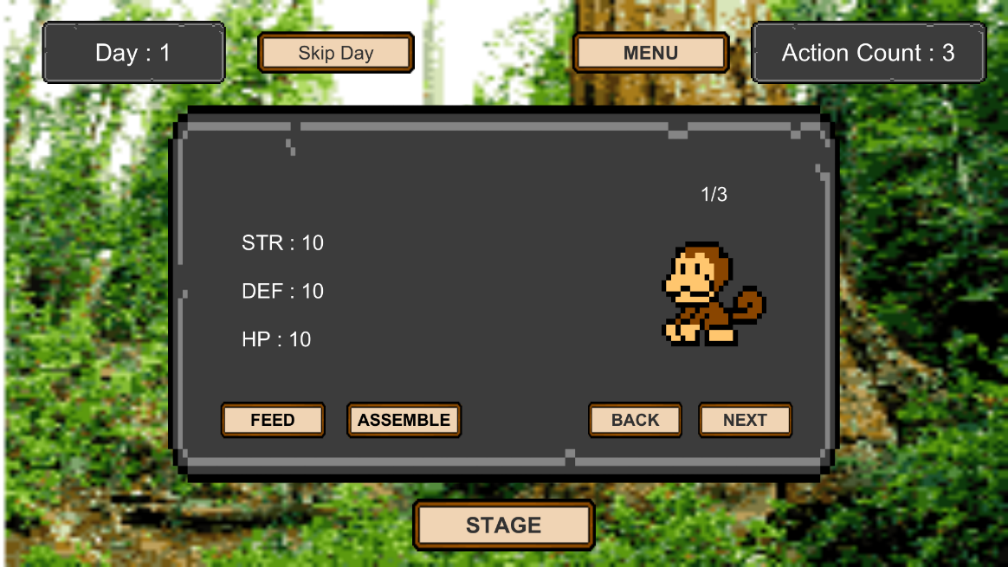 Day : 1
Skip Day
MENU
Action Count : 3
1/3
STR : 10
DEF : 10
HP : 10
FEED
ASSEMBLE
BACK
NEXT
STAGE